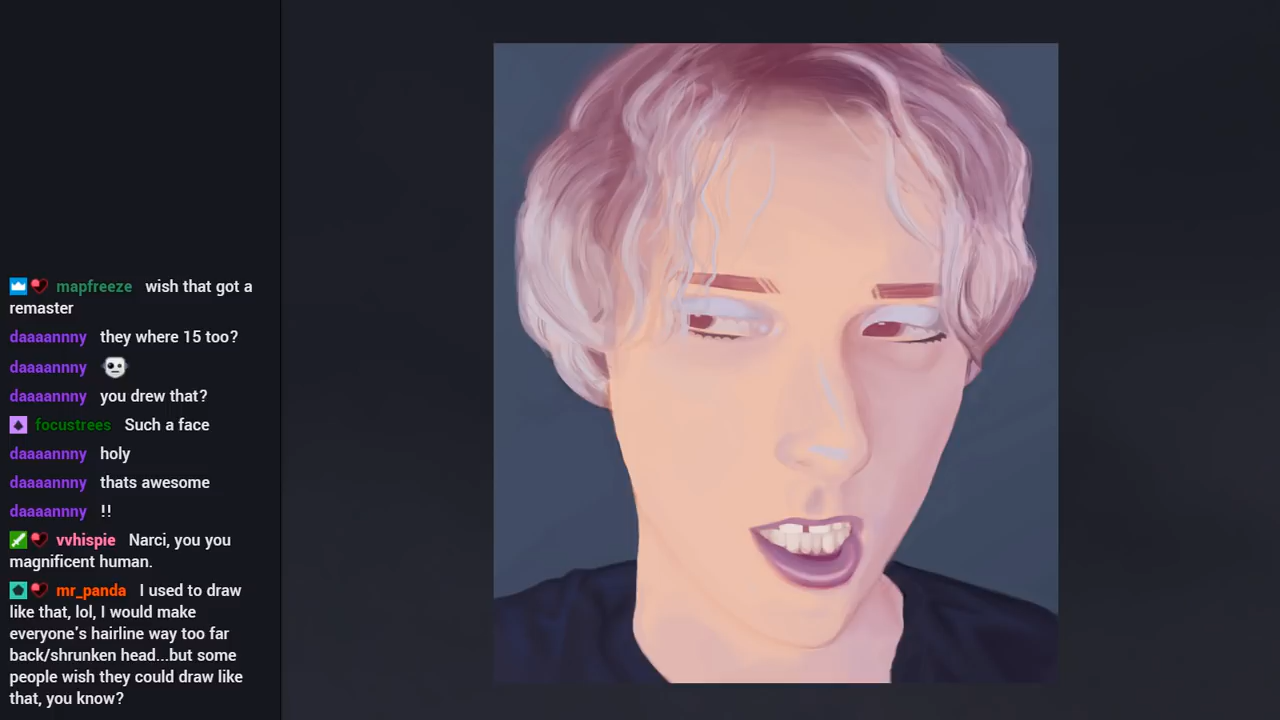 mapfreeze wish that got a
remaster
daaaannny they where 15 too?
daaaannny
daaaannny you drew that?
focustrees Such a face
daaaannny holy
daaaannny thats awesome
daaaannny !!
vvhispie Narci, you you
magnificent human.
mr_panda I used to draw
like that, lol, I would make
everyone's hairline way too far
back/shrunken head...but some
people wish they could draw like
that, you know?